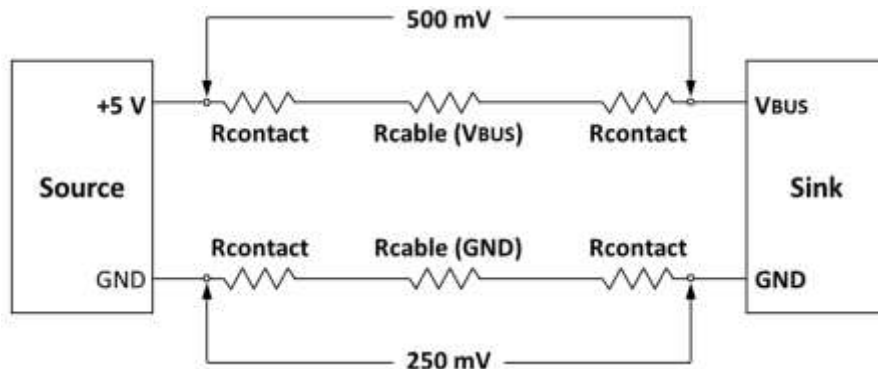 500 mV
+5 V
VBUS
Rcontact
Rcable (VBUS)
Rcontact
Source
Sink
Rcontact
Rcable (GND)
Rcontact
GND
GND
250 mV